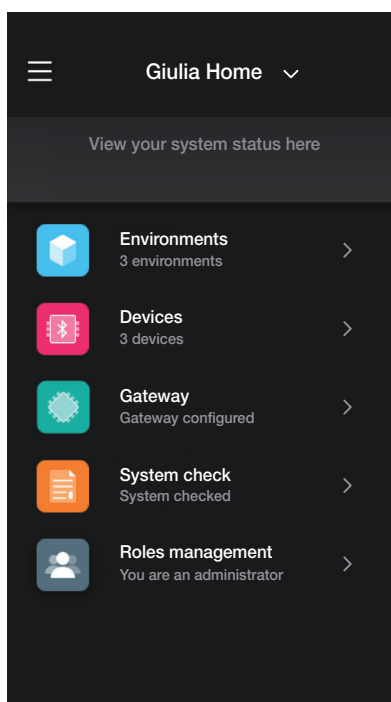 Giulia Home
View your system status here
Environments
3 environments
Devices
3 devices
Gateway
Gateway configured
System check
System checked
Roles management
You are an administrator